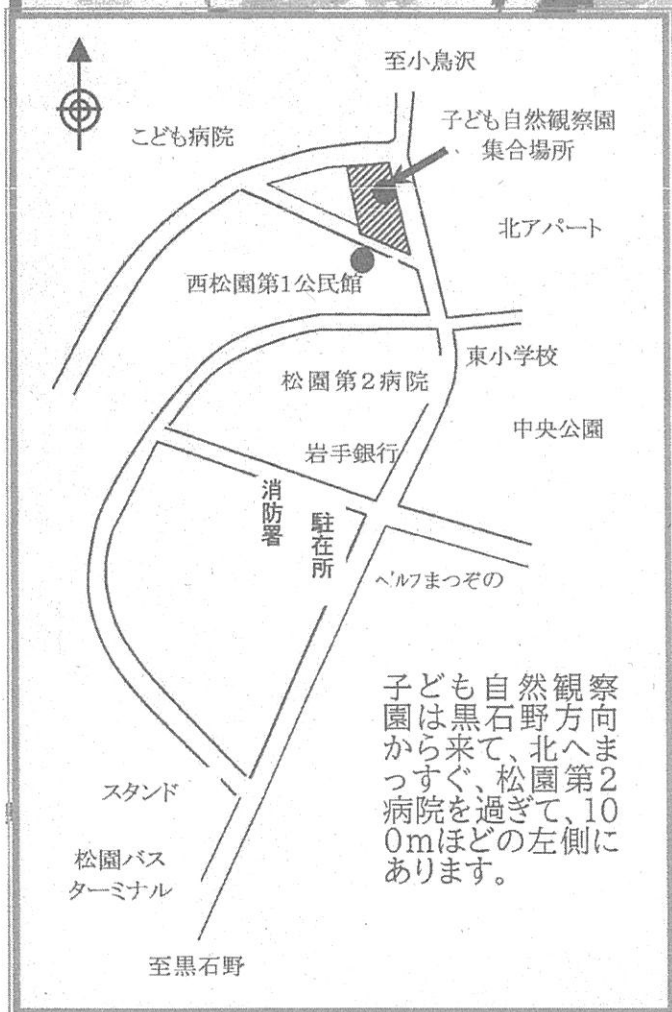 至小鳥沢
子ども自然観察園
集合場所
こども病院
北アパート
西松園第1公民館
東小学校
松園第2病院
中央公園
岩手銀行
消防署
駐在所
ベルフまつぞの
子ども自然観察
園は黒石野方向
から来て、北へま
っすぐ、松園第2
病院を過ぎて、10
0mほどの左側に
あります。
スタンド
松園バス
ターミナル
至黒石野